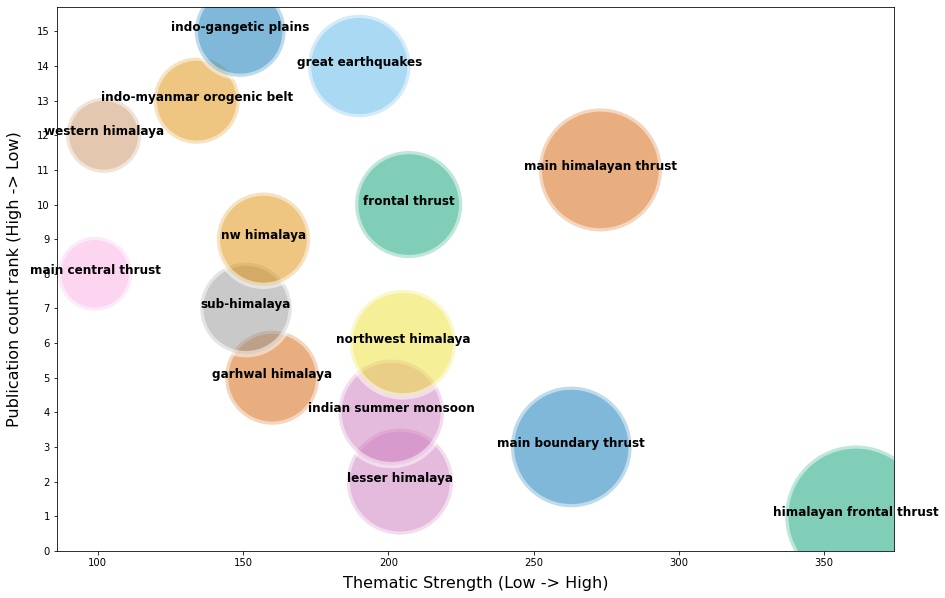 15
indo-gangetic plains
14
great earthquakes
13
indo-myanmar orogenic belt
12
western himalaya
11
main himalayan thrust
10
frontal thrust
9
nw himalaya
8
main central thrust
7
sub-himalaya
6
northwest himalaya
5
garhwal himalaya
4
indian summer monsoon
3
main boundary thrust
2
lesser himalaya
1
himalayan frontal thrust
0
100 150 200 250 300 350
Thematic Strength (Low -> High)
Publication count rank (High -> Low)